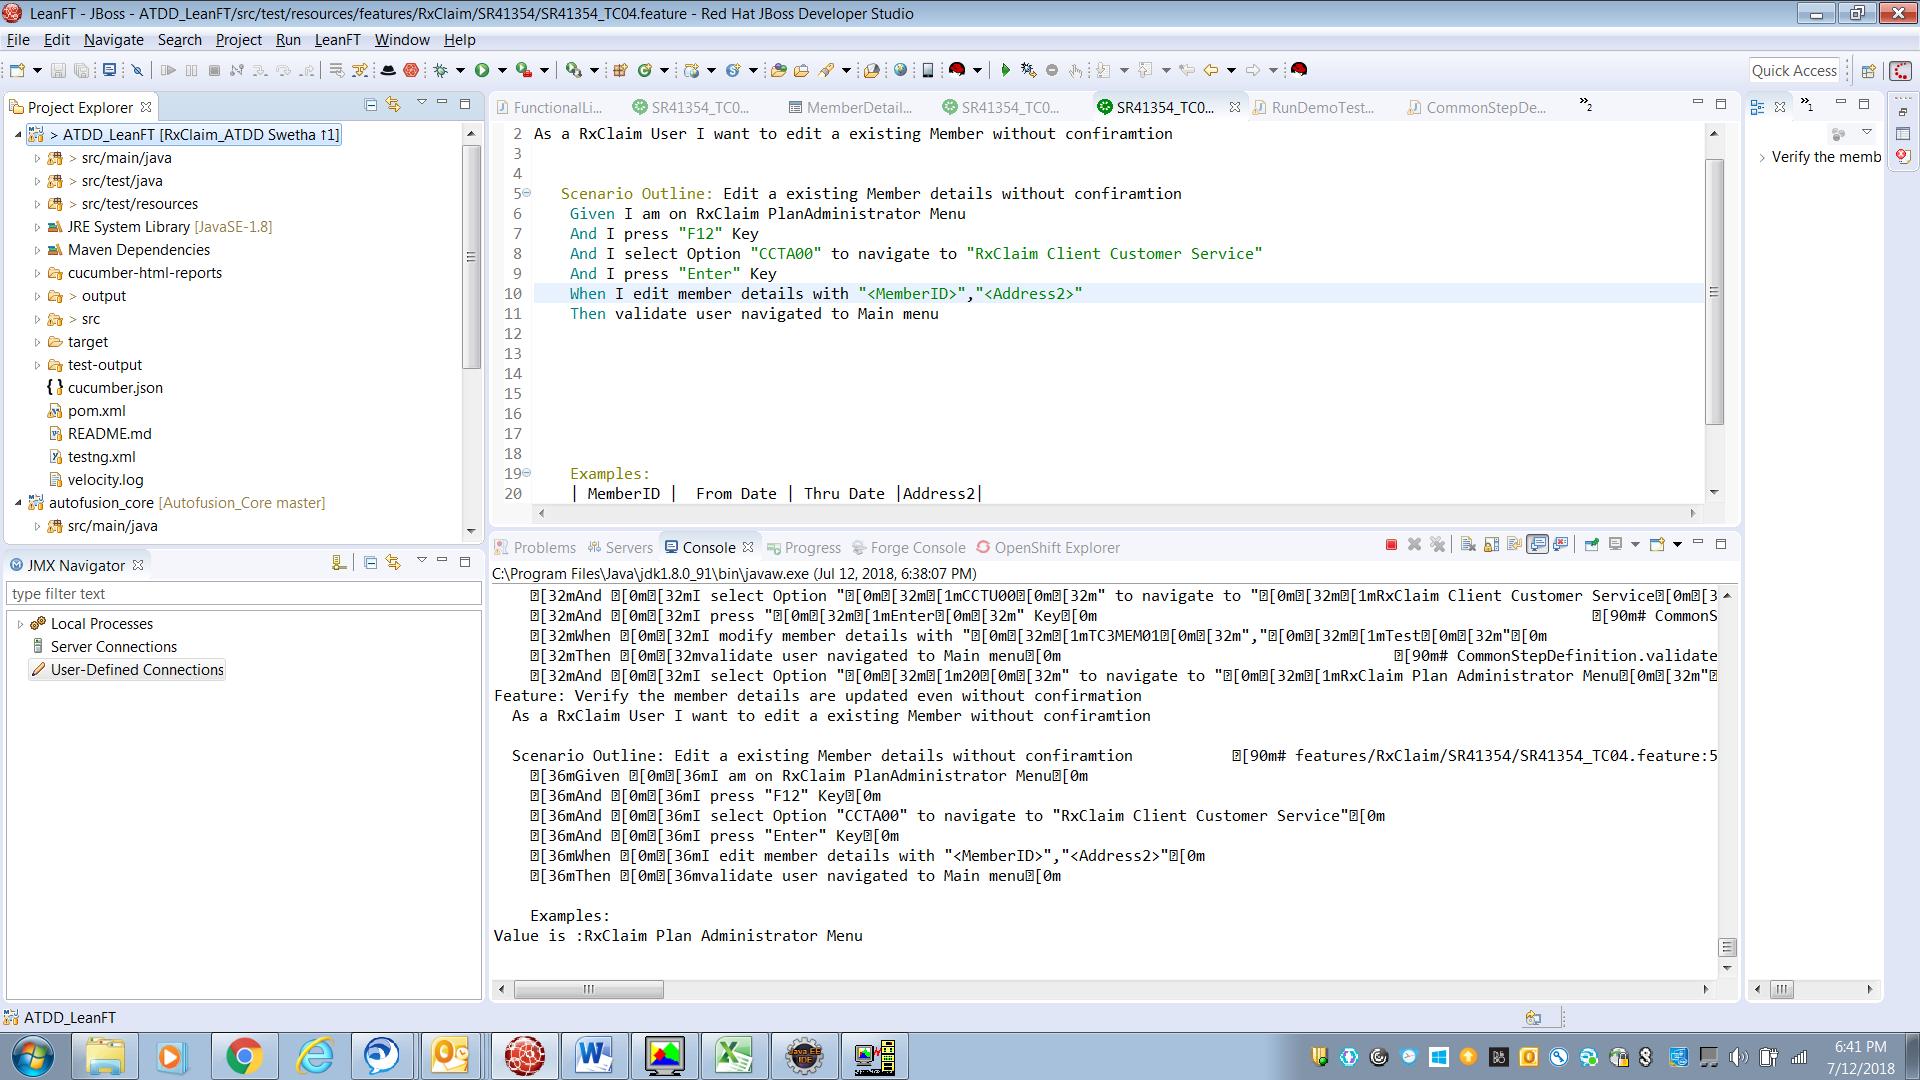 LeanFT - JBoss - ATDD_LeanFT/src/test/resources/features/RxClaim/SR41354/SR41354_TC04.feature - Red Hat JBoss Developer Studio
File Edit Navigate Search Project Run LeanFT Window Help
Quick Access
Project Explorer
> ATDD_LeanFT [RxClaim_ATDD Swetha ↑1]
> src/main/java
> src/test/java
> src/test/resources
JRE System Library [JavaSE-1.8]
Maven Dependencies
cucumber-html-reports
> output
> src
target
test-output
cucumber.json
pom.xml
README.md
testng.xml
velocity.log
autofusion_core [Autofusion_Core master]
src/main/java
JMX Navigator
type filter text
Local Processes
Server Connections
User-Defined Connections
FunctionalLi... SR41354_TC0... MemberDetail... SR41354_TC0... SR41354_TC0... RunDemoTest... CommonStepDe... »2
2 As a RxClaim User I want to edit a existing Member without confiramtion
3
4
5 Scenario Outline: Edit a existing Member details without confiramtion
6 Given I am on RxClaim PlanAdministrator Menu
7 And I press "F12" Key
8 And I select Option "CCTA00" to navigate to "RxClaim Client Customer Service"
9 And I press "Enter" Key
10 When I edit member details with "<MemberID>","<Address2>"
11 Then validate user navigated to Main menu
12
13
14
15
16
17
18
19 Examples:
20 | MemberID | From Date | Thru Date |Address2|
»1
Verify the memb
Problems Servers Console Progress Forge Console OpenShift Explorer
C:\Program Files\Java\jdk1.8.0_91\bin\javaw.exe (Jul 12, 2018, 6:38:07 PM)
[32mAnd [0m[32mI select Option "[0m[32m[1mCCTU00[0m[32m" to navigate to "[0m[32m[1mRxClaim Client Customer Service[0m[3
[32mAnd [0m[32mI press "[0m[32m[1mEnter[0m[32m" Key[0m [90m# CommonS
[32mWhen [0m[32mI modify member details with "[0m[32m[1mTC3MEM01[0m[32m","[0m[32m[1mTest[0m[32m"[0m
[32mThen [0m[32mvalidate user navigated to Main menu[0m [90m# CommonStepDefinition.validate
[32mAnd [0m[32mI select Option "[0m[32m[1m20[0m[32m" to navigate to "[0m[32m[1mRxClaim Plan Administrator Menu[0m[32m"
Feature: Verify the member details are updated even without confirmation
As a RxClaim User I want to edit a existing Member without confiramtion
Scenario Outline: Edit a existing Member details without confiramtion [90m# features/RxClaim/SR41354/SR41354_TC04.feature:5
[36mGiven [0m[36mI am on RxClaim PlanAdministrator Menu[0m
[36mAnd [0m[36mI press "F12" Key[0m
[36mAnd [0m[36mI select Option "CCTA00" to navigate to "RxClaim Client Customer Service"[0m
[36mAnd [0m[36mI press "Enter" Key[0m
[36mWhen [0m[36mI edit member details with "<MemberID>","<Address2>"[0m
[36mThen [0m[36mvalidate user navigated to Main menu[0m
Examples:
Value is :RxClaim Plan Administrator Menu
ATDD_LeanFT
6:41 PM
7/12/2018